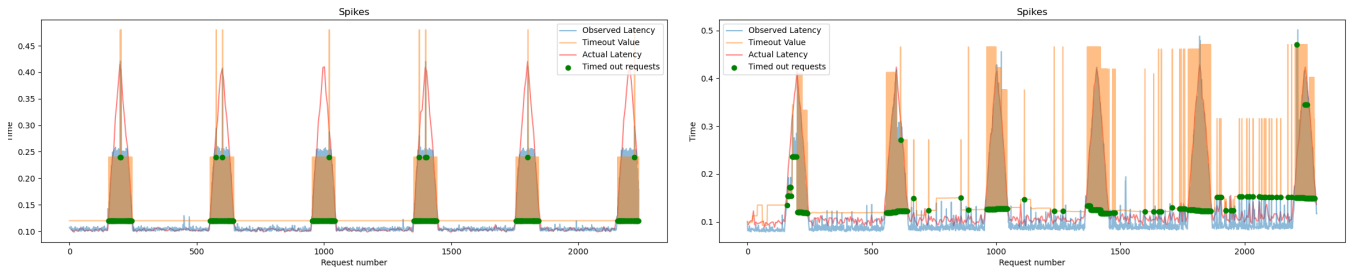 Spikes
Observed Latency
Timeout Value
Actual Latency
Timed out requests
0.45
0.40
0.35
0.30
0.25
0.20
0.15
0.10
Time
0
500
1000
1500
2000
Request number
Spikes
Observed Latency
Timeout Value
Actual Latency
Timed out requests
0.5
0.4
0.3
0.2
0.1
Time
0
500
1000
1500
2000
Request number